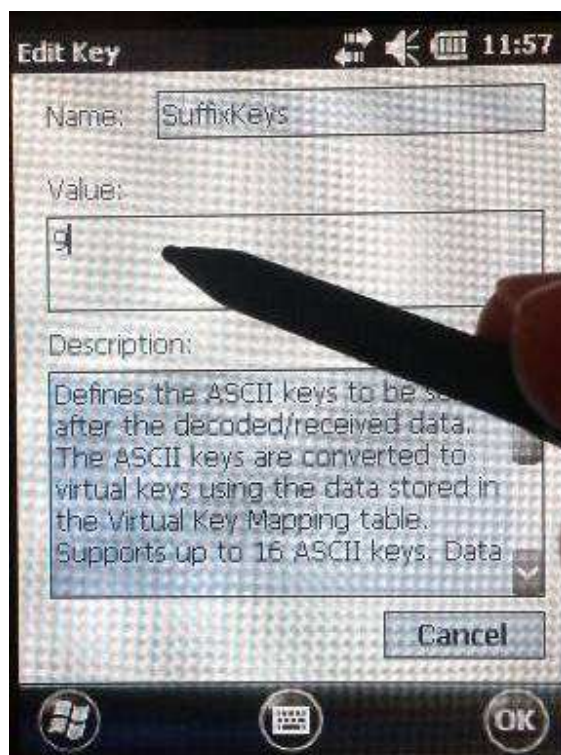 Edit Key 11:57
Name: SuffixKeys
Value:
g
Description:
Defines the ASCII keys to be
after the decoded/received data.
The ASCII keys are converted to
virtual keys using the data stored in
the Virtual Key Mapping table.
Supports up to 16 ASCII keys. Data
Cancel
OK